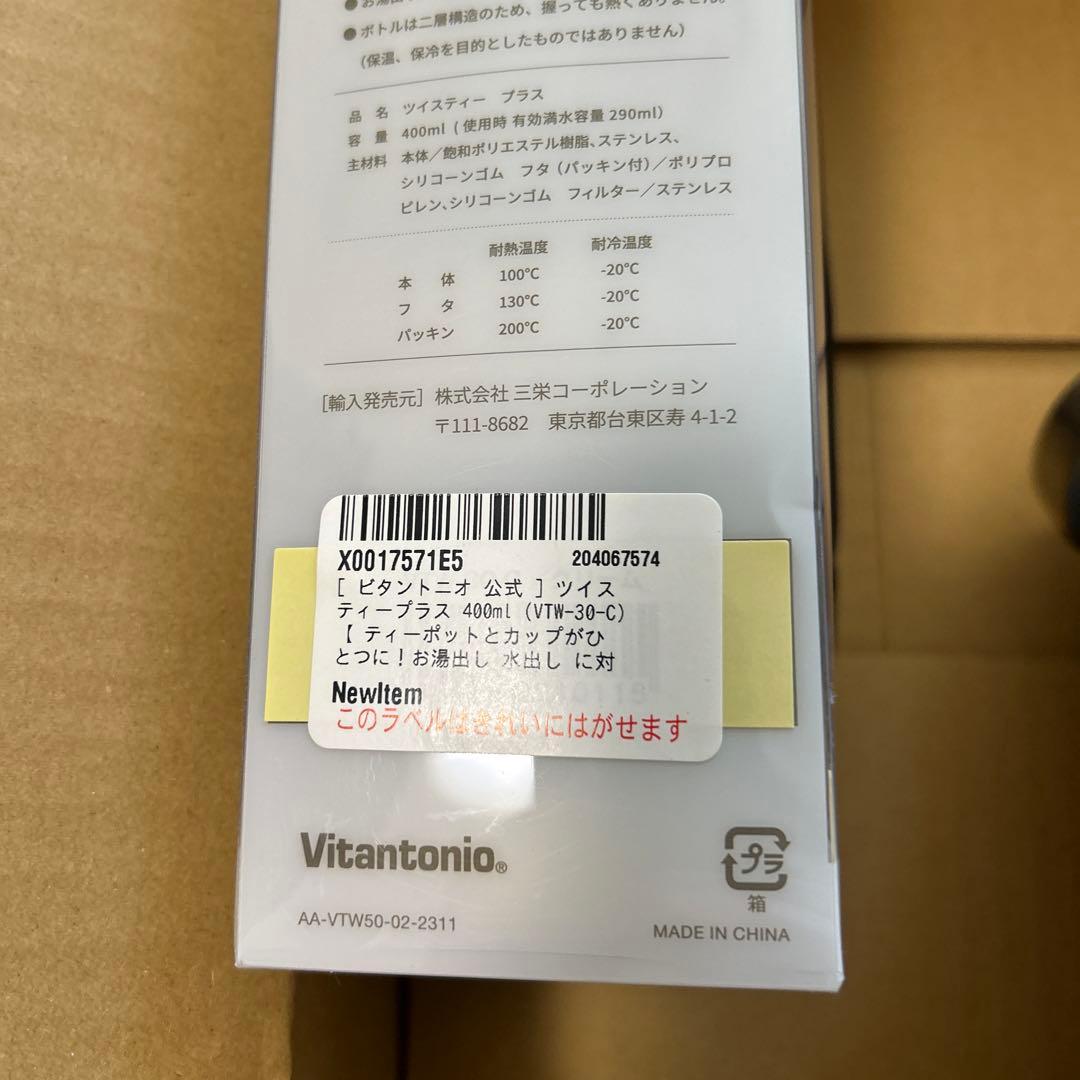 ●ボトルは二層構造のため、握っても熱くありません。
(保温、保冷を目的としたものではありません)
品 名 ツイスティー プラス
容 量 400ml (使用時 有効満水容量 290ml)
主材料 本体／飽和ポリエステル樹脂、ステンレス、
シリコーンゴム フタ(パッキン付)／ポリプロ
ピレン、シリコーンゴム フィルター／ステンレス
耐熱温度 耐冷温度
本 体 100℃ -20℃
フ タ 130℃ -20℃
パッキン 200℃ -20℃
[輸入発売元] 株式会社 三栄コーポレーション
〒111-8682 東京都台東区寿 4-1-2
X0017571E5 204067574
[ ビタントニオ 公式 ] ツイス
ティープラス 400ml (VTW-30-C)
【 ティーポットとカップがひ
とつに！お湯出し 水出し に対
NewItem
このラベルはきれいにはがせます
Vitantonio®
プラ
箱
AA-VTW50-02-2311
MADE IN CHINA